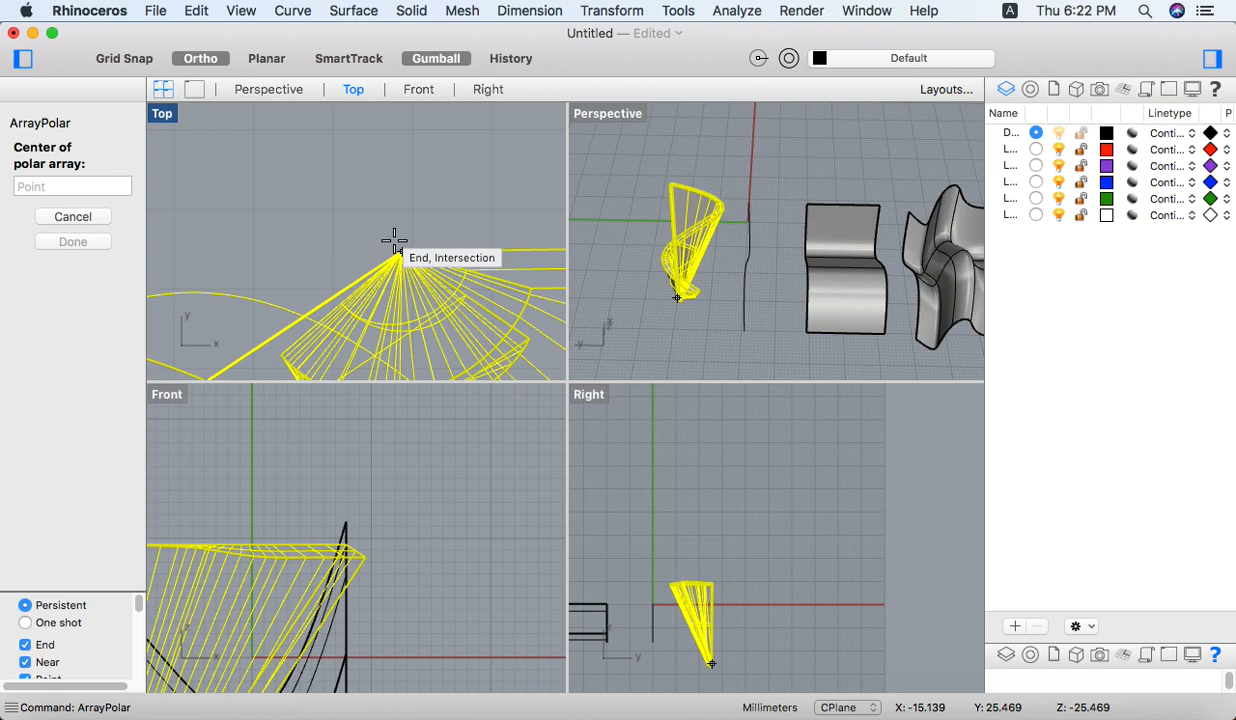 Rhinoceros File Edit View Curve Surface Solid Mesh Dimension Transform Tools Analyze Render Window Help A Thu 6:22 PM
Untitled — Edited
Grid Snap Ortho Planar SmartTrack Gumball History Default
Perspective Top Front Right Layouts...
Top
Perspective
Name Linetype P
ArrayPolar
D... Conti...
Center of
polar array:
L... Conti...
L... Conti...
Point
L... Conti...
L... Conti...
Cancel
L... Conti...
Done
End, Intersection
y
x
z
y
Front
Right
Persistent
One shot
End
Near
Point
z
x
z
y
Command: ArrayPolar Millimeters CPlane X: -15.139 Y: 25.469 Z: -25.469